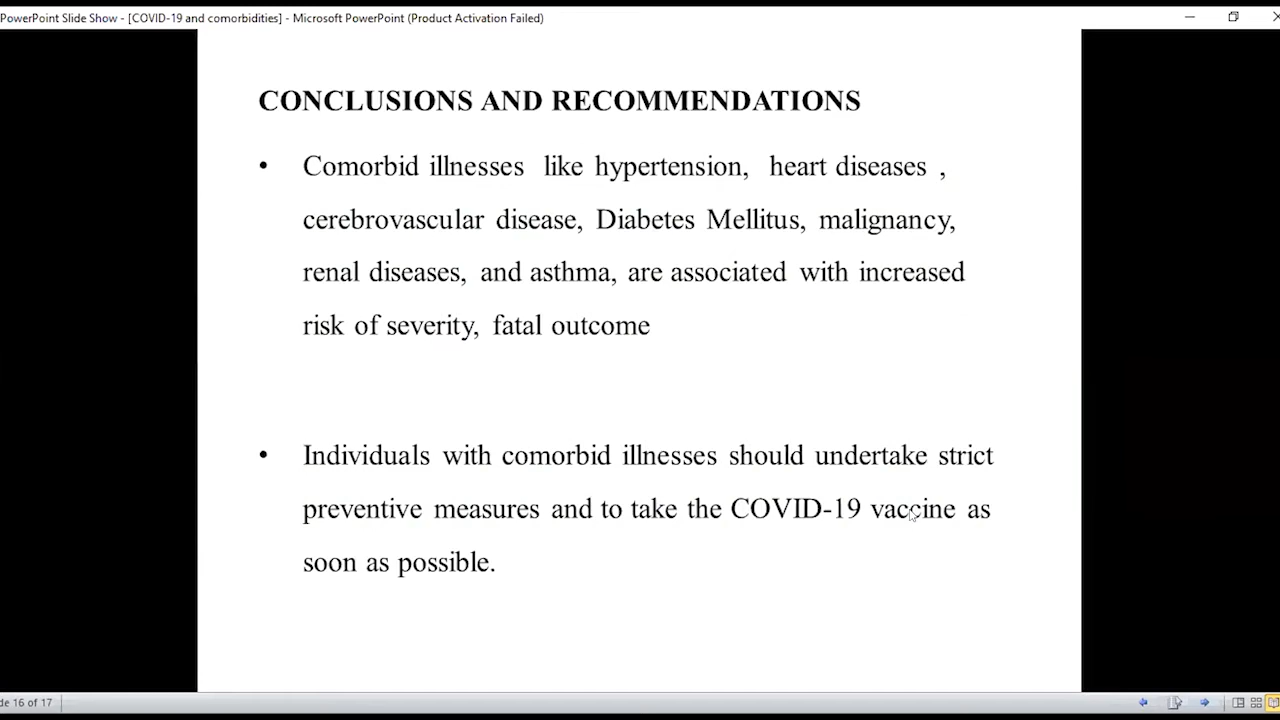 PowerPoint Slide Show - [COVID-19 and comorbidities] - Microsoft PowerPoint (Product Activation Failed)
CONCLUSIONS AND RECOMMENDATIONS
• Comorbid illnesses like hypertension, heart diseases ,
cerebrovascular disease, Diabetes Mellitus, malignancy,
renal diseases, and asthma, are associated with increased
risk of severity, fatal outcome
• Individuals with comorbid illnesses should undertake strict
preventive measures and to take the COVID-19 vaccine as
soon as possible.
de 16 of 17